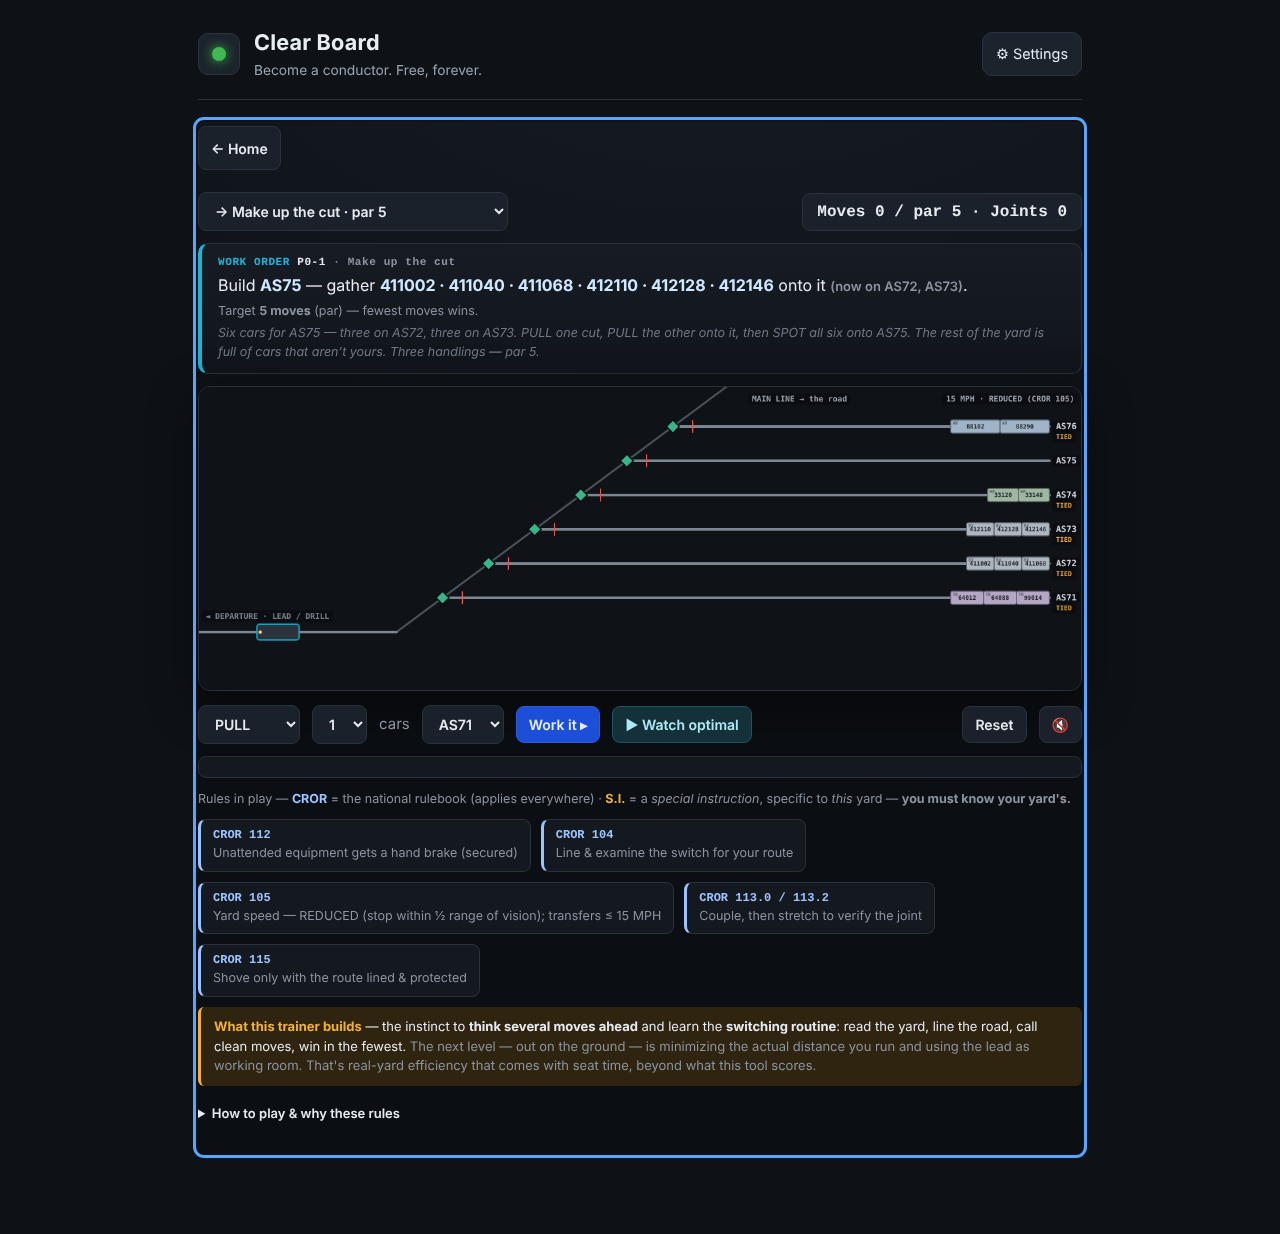 Clear Board
Become a conductor. Free, forever.
⚙ Settings
← Home
→ Make up the cut · par 5
Moves 0 / par 5 · Joints 0
WORK ORDER P0-1 · Make up the cut
Build AS75 — gather 411002 · 411040 · 411068 · 412110 · 412128 · 412146 onto it (now on AS72, AS73).
Target 5 moves (par) — fewest moves wins.
Six cars for AS75 — three on AS72, three on AS73. PULL one cut, PULL the other onto it, then SPOT all six onto AS75. The rest of the yard is
full of cars that aren't yours. Three handlings — par 5.
MAIN LINE → the road
15 MPH · REDUCED (CROR 105)
88102 88290 AS76
TIED
AS75
33120 33148 AS74
TIED
412110 412128 412146 AS73
TIED
411002 411040 411068 AS72
TIED
64012 64088 99014 AS71
TIED
◄ DEPARTURE · LEAD / DRILL
PULL 1 cars AS71 Work it ▸ ▶ Watch optimal Reset
Rules in play — CROR = the national rulebook (applies everywhere) · S.I. = a special instruction, specific to this yard — you must know your yard's.
CROR 112
Unattended equipment gets a hand brake (secured)
CROR 104
Line & examine the switch for your route
CROR 105
Yard speed — REDUCED (stop within ½ range of vision); transfers ≤ 15 MPH
CROR 113.0 / 113.2
Couple, then stretch to verify the joint
CROR 115
Shove only with the route lined & protected
What this trainer builds — the instinct to think several moves ahead and learn the switching routine: read the yard, line the road, call
clean moves, win in the fewest. The next level — out on the ground — is minimizing the actual distance you run and using the lead as
working room. That's real-yard efficiency that comes with seat time, beyond what this tool scores.
▶ How to play & why these rules